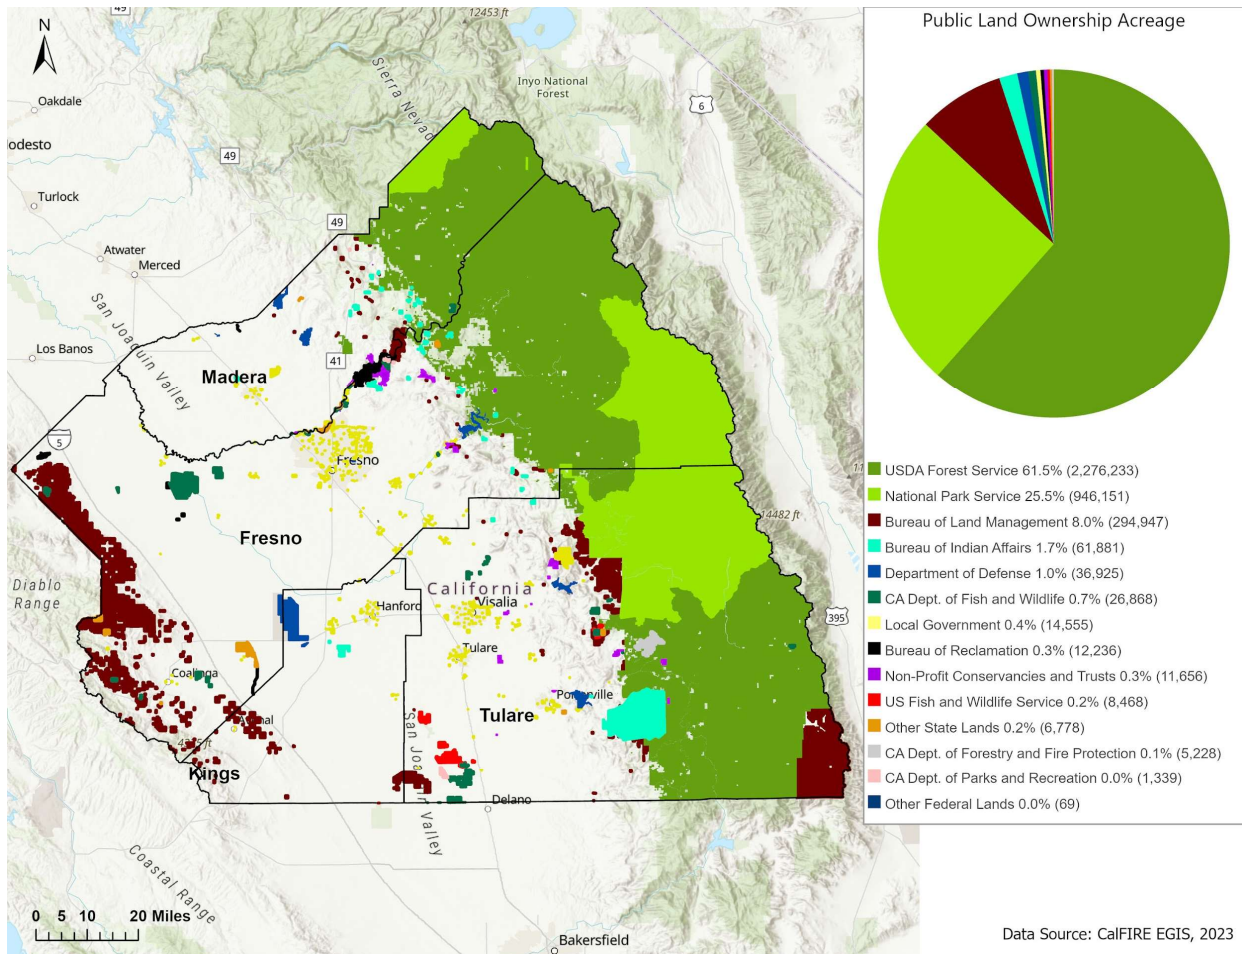 49
12453 ft
Public Land Ownership Acreage
N
Inyo National
Forest
Sierra Nevad
6
Oakdale
odesto
49
Turlock
49
Atwater
Merced
San Joaquin Valley
Los Banos
41
Madera
5
Fresno
Fresno
14482 ft
11
Diablo
Range
California
Hanford
Visalia
395
Tulare
Coalinga
Porterville
Tulare
Kings
Delano
Coastal Range
0 5 10 20 Miles
Bakersfield
USDA Forest Service 61.5% (2,276,233)
National Park Service 25.5% (946,151)
Bureau of Land Management 8.0% (294,947)
Bureau of Indian Affairs 1.7% (61,881)
Department of Defense 1.0% (36,925)
CA Dept. of Fish and Wildlife 0.7% (26,868)
Local Government 0.4% (14,555)
Bureau of Reclamation 0.3% (12,236)
Non-Profit Conservancies and Trusts 0.3% (11,656)
US Fish and Wildlife Service 0.2% (8,468)
Other State Lands 0.2% (6,778)
CA Dept. of Forestry and Fire Protection 0.1% (5,228)
CA Dept. of Parks and Recreation 0.0% (1,339)
Other Federal Lands 0.0% (69)
Data Source: CalFIRE EGIS, 2023